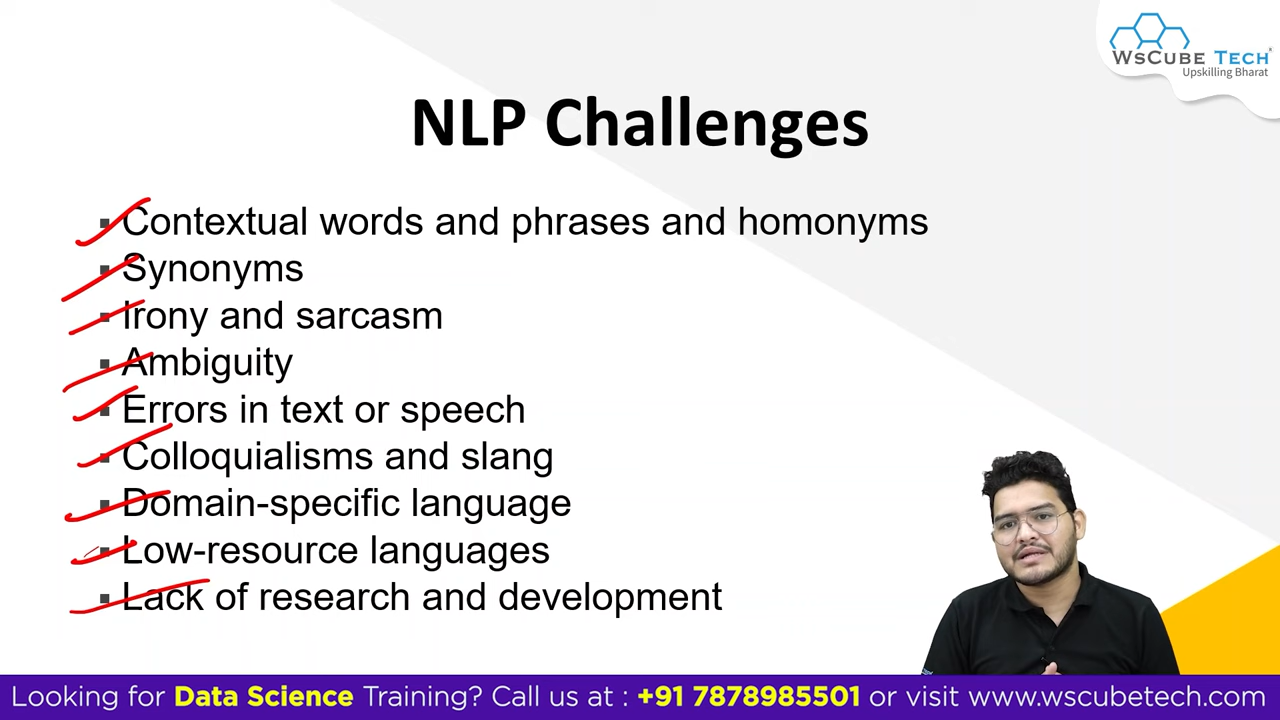 WsCube Tech
Upskilling Bharat
NLP Challenges
▪ Contextual words and phrases and homonyms
▪ Synonyms
▪ Irony and sarcasm
▪ Ambiguity
▪ Errors in text or speech
▪ Colloquialisms and slang
▪ Domain-specific language
▪ Low-resource languages
▪ Lack of research and development
Looking for Data Science Training? Call us at : +91 7878985501 or visit www.wscubetech.com